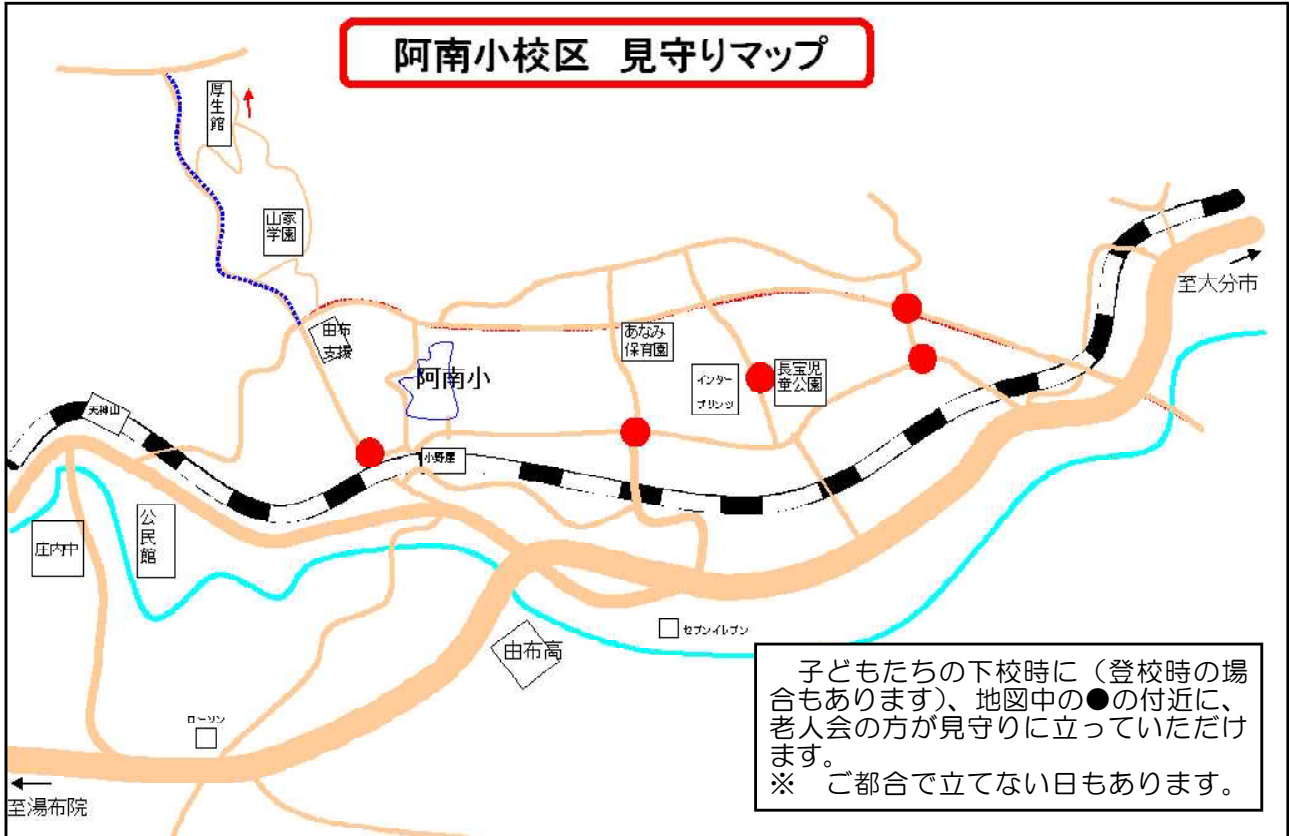 阿南小校区 見守りマップ
厚生館
山家
学園
至大分市
由布
支援
あなみ
保育園
阿南小
インター
プリンツ
長宝児
童公園
天神山
小野屋
公民館
庄内中
セブンイレブン
由布高
ローソン
至湯布院
子どもたちの下校時に(登校時の場
合もあります)、地図中の●の付近に、
老人会の方が見守りに立っていただけ
ます。
※ ご都合で立てない日もあります。